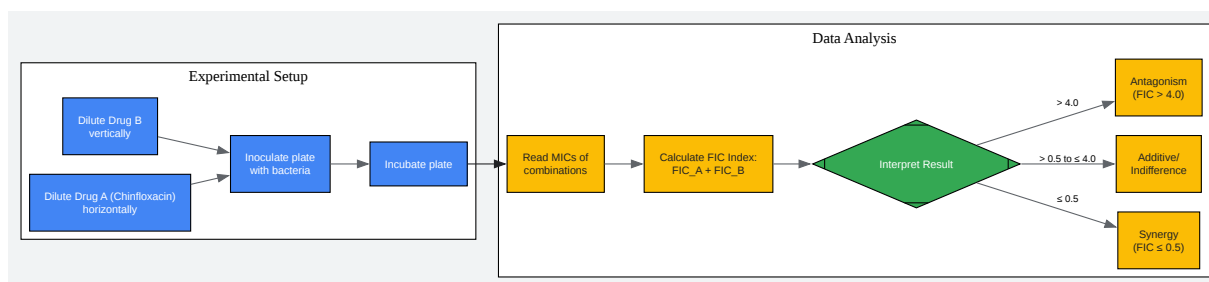 Experimental Setup
Dilute Drug B
vertically
Dilute Drug A (Chinfloxacin)
horizontally
Inoculate plate
with bacteria
Incubate plate
Data Analysis
Read MICs of
combinations
Calculate FIC Index:
FIC_A + FIC_B
Interpret Result
> 4.0
> 0.5 to ≤ 4.0
≤ 0.5
Antagonism
(FIC > 4.0)
Additive/
Indifference
Synergy
(FIC ≤ 0.5)